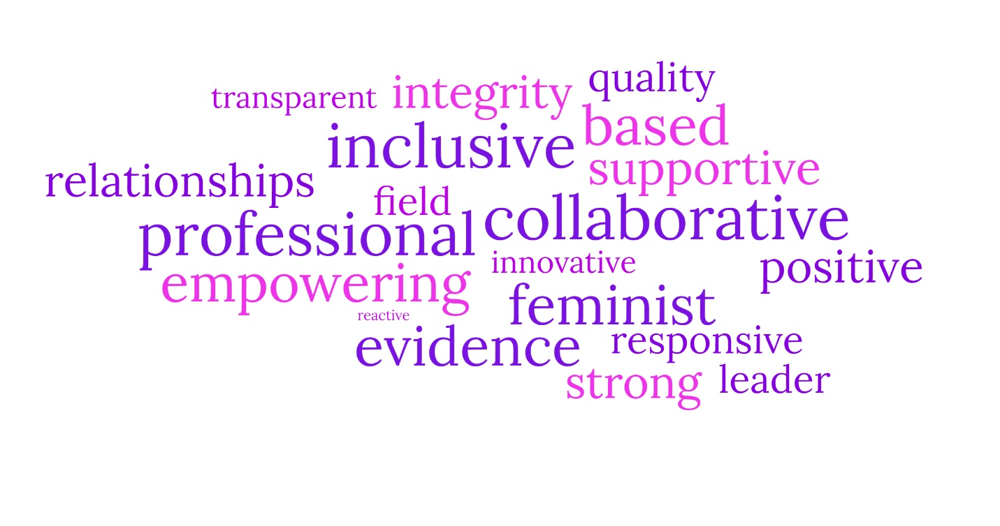 quality
transparent integrity
based
inclusive
supportive
relationships
field
collaborative
professional
innovative
positive
empowering
feminist
reactive
evidence
responsive
strong leader